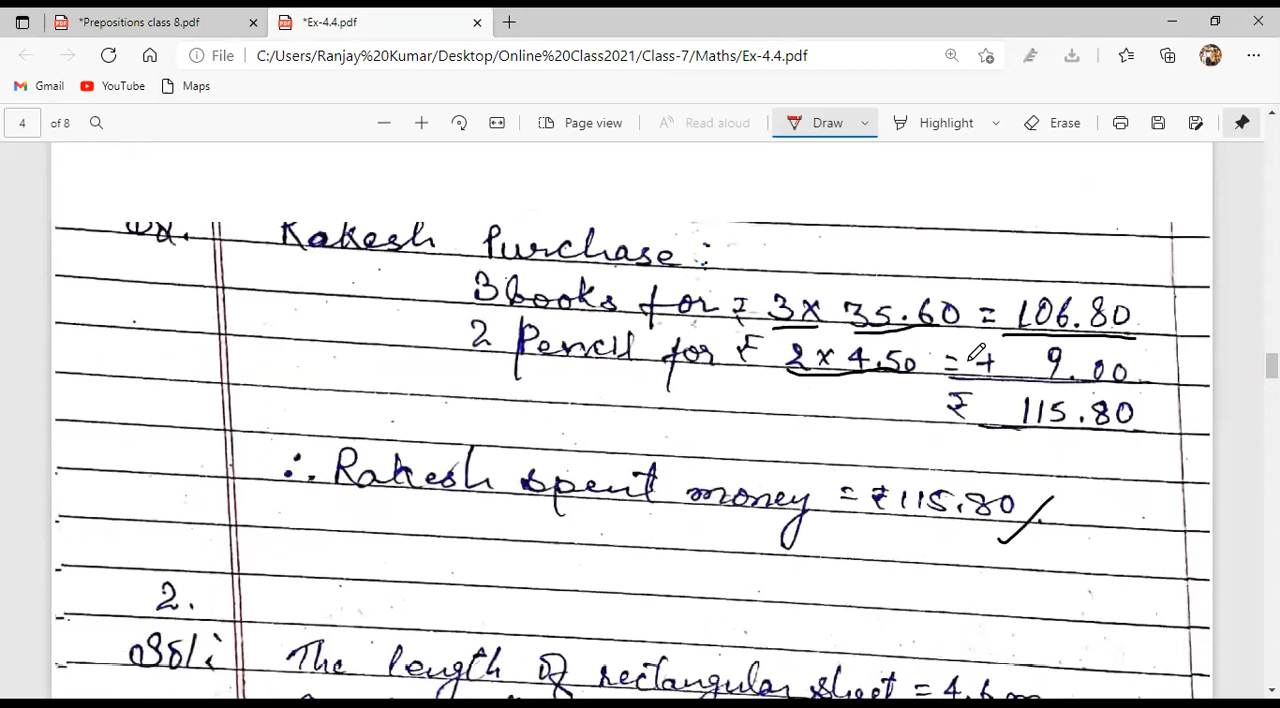 *Prepositions class 8.pdf
*Ex-4.4.pdf
File C:/Users/Ranjay%20Kumar/Desktop/Online%20Class2021/Class-7/Maths/Ex-4.4.pdf
Gmail YouTube Maps
4 of 8 Page view Read aloud Draw Highlight Erase
Rakesh Purchase :
3 books for ₹ 3 x 35.60 = 106.80
2 Pencil for ₹ 2 x 4.50 = + 9.00
₹ 115.80
∴ Rakesh spent money = ₹ 115.80/.
2.
Sol: The length of rectangular sheet = 4.6 m